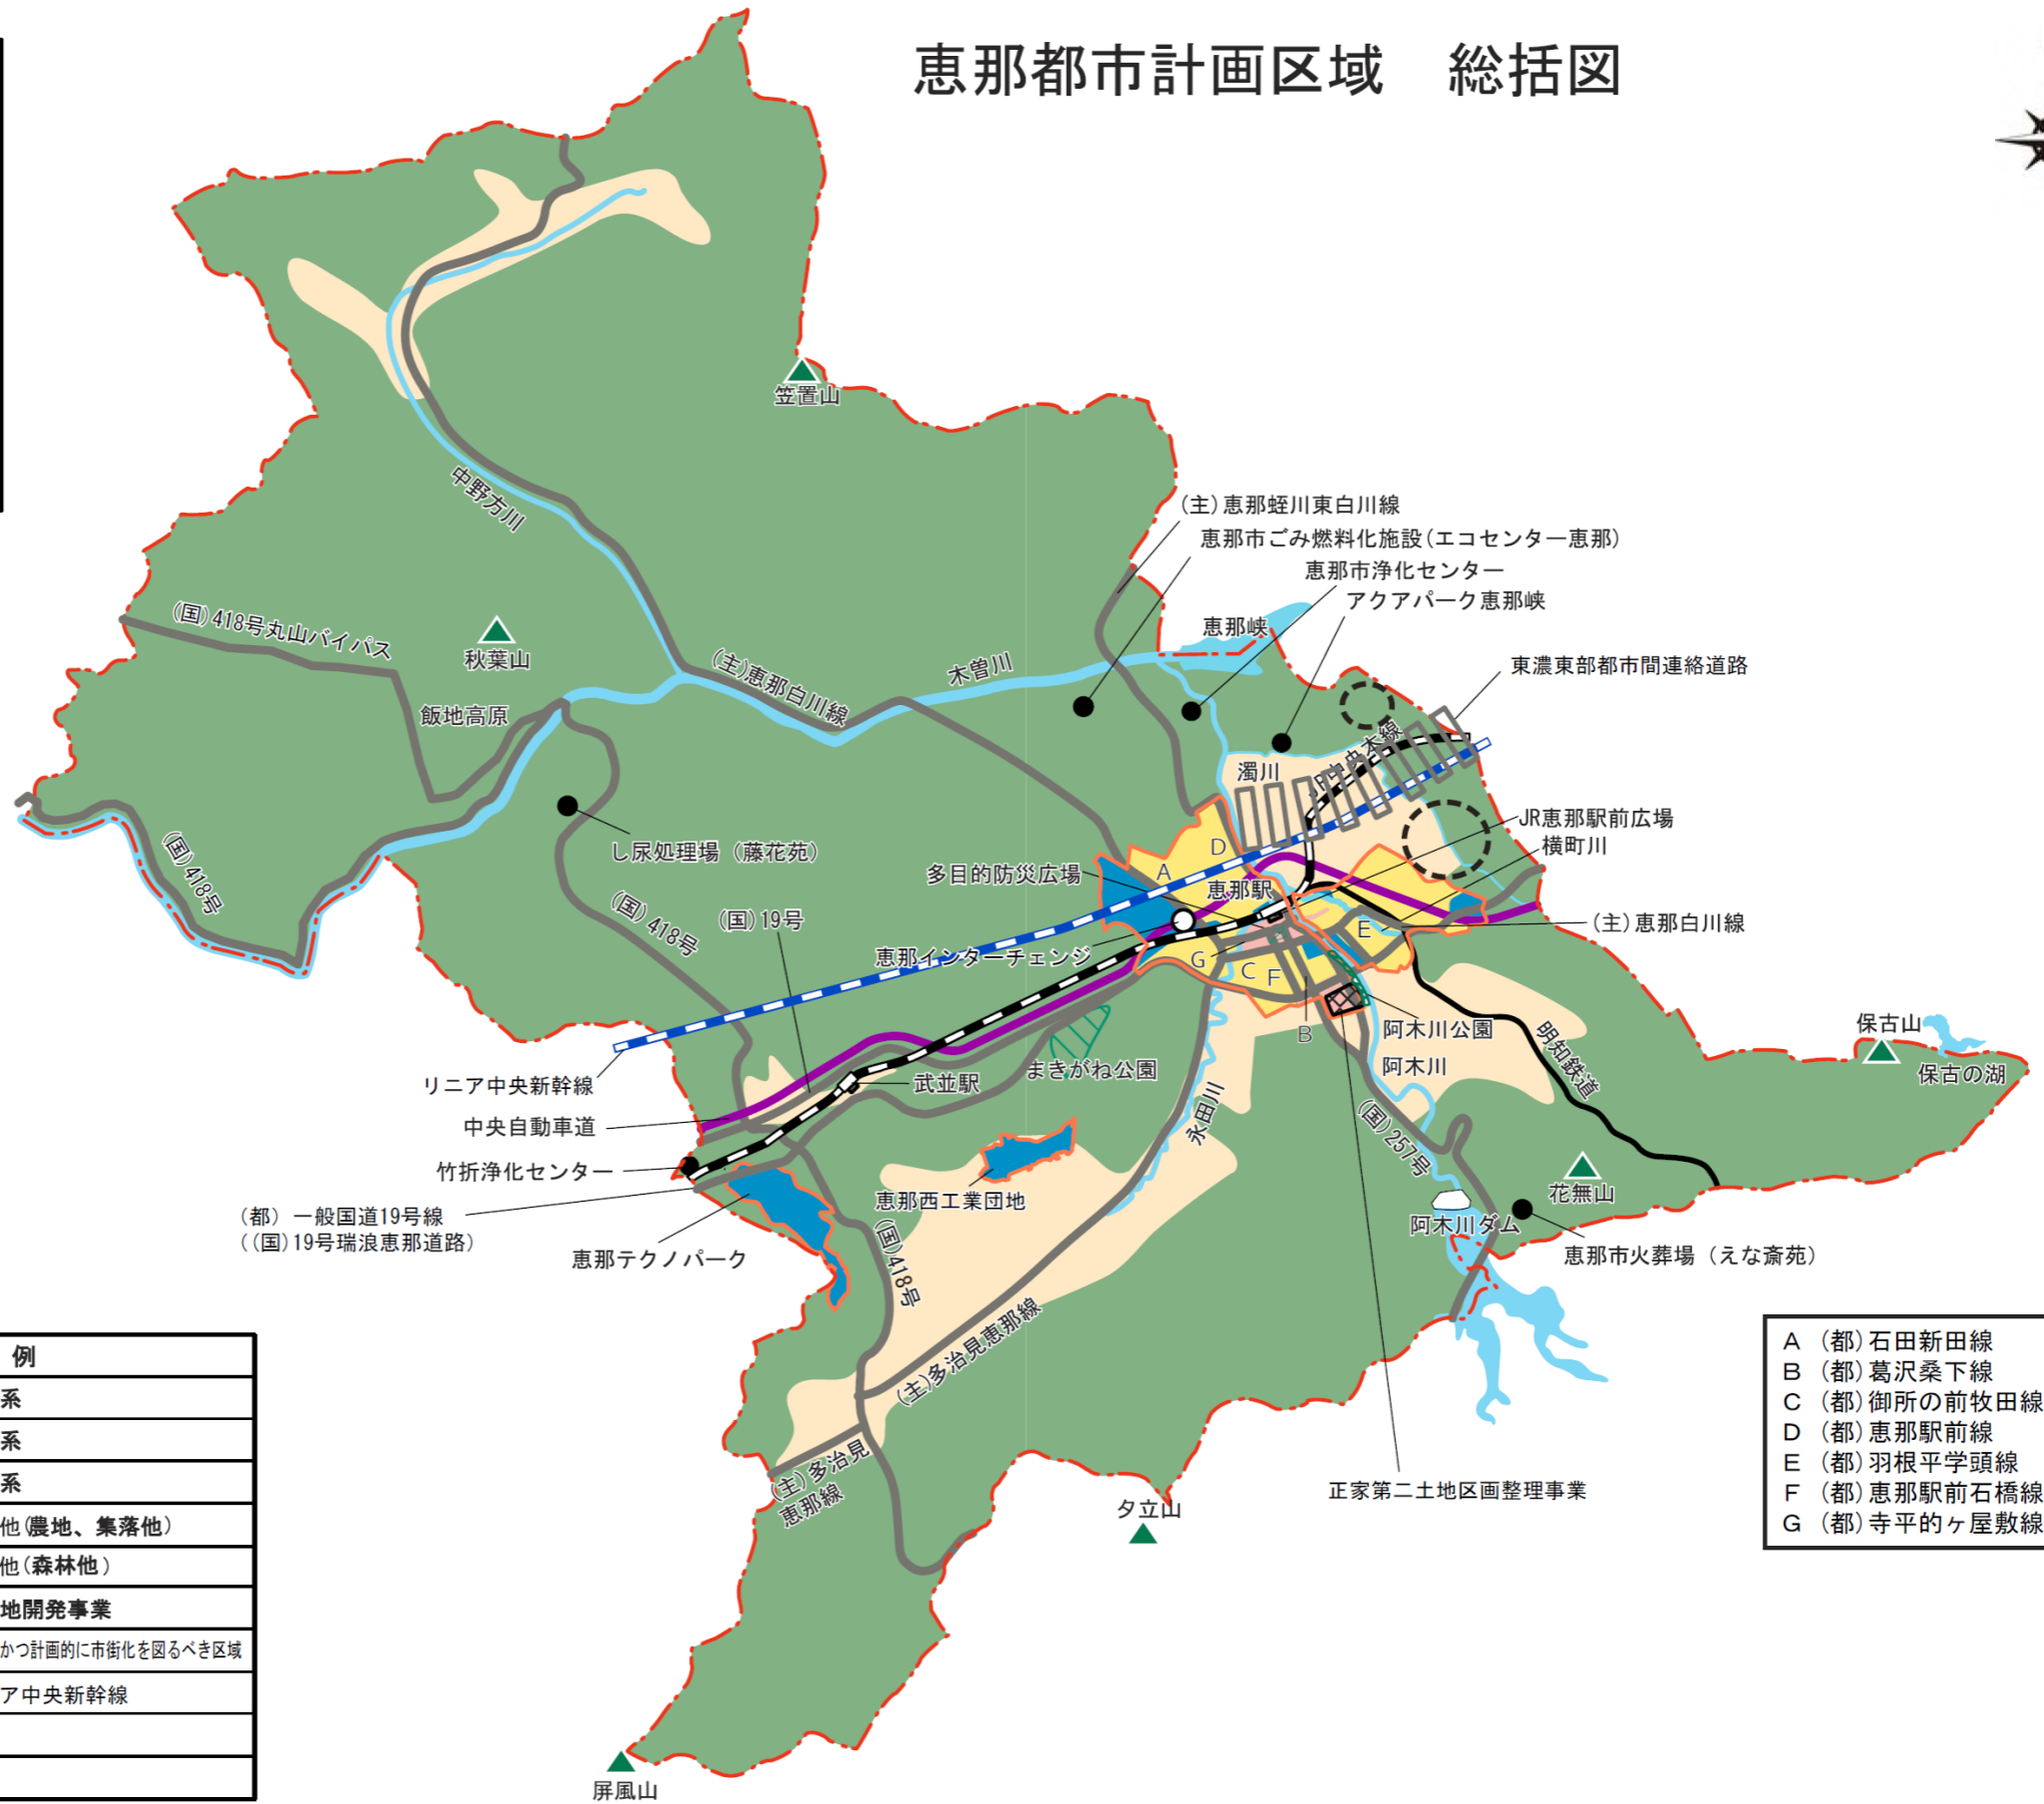 恵那都市計画区域　総括図
笠置山
中野方川
(主)恵那蛭川東白川線
恵那市ごみ燃料化施設(エコセンター恵那)
恵那市浄化センター
アクアパーク恵那峡
恵那峡
(国)418号丸山バイパス
秋葉山
(主)恵那白川線
木曽川
東濃東部都市間連絡道路
飯地高原
JR中央本線
濁川
し尿処理場（藤花苑）
(国)418号
JR恵那駅前広場
横町川
多目的防災広場
A
D
恵那駅
(国)418号
(国)19号
(主)恵那白川線
E
恵那インターチェンジ
G
C
F
B
阿木川公園
阿木川
明知鉄道
保古山
保古の湖
まきがね公園
武並駅
リニア中央新幹線
中央自動車道
竹折浄化センター
永田川
(国)257号
花無山
(都)一般国道19号線
((国)19号瑞浪恵那道路)
恵那西工業団地
阿木川ダム
恵那テクノパーク
(国)418号
恵那市火葬場（えな斎苑）
(主)多治見恵那線
(主)多治見
恵那線
正家第二土地区画整理事業
夕立山
屏風山
例
系
系
系
他(農地、集落他)
他(森林他)
地開発事業
かつ計画的に市街化を図るべき区域
ア中央新幹線
A (都)石田新田線
B (都)葛沢桑下線
C (都)御所の前牧田線
D (都)恵那駅前線
E (都)羽根平学頭線
F (都)恵那駅前石橋線
G (都)寺平的ヶ屋敷線